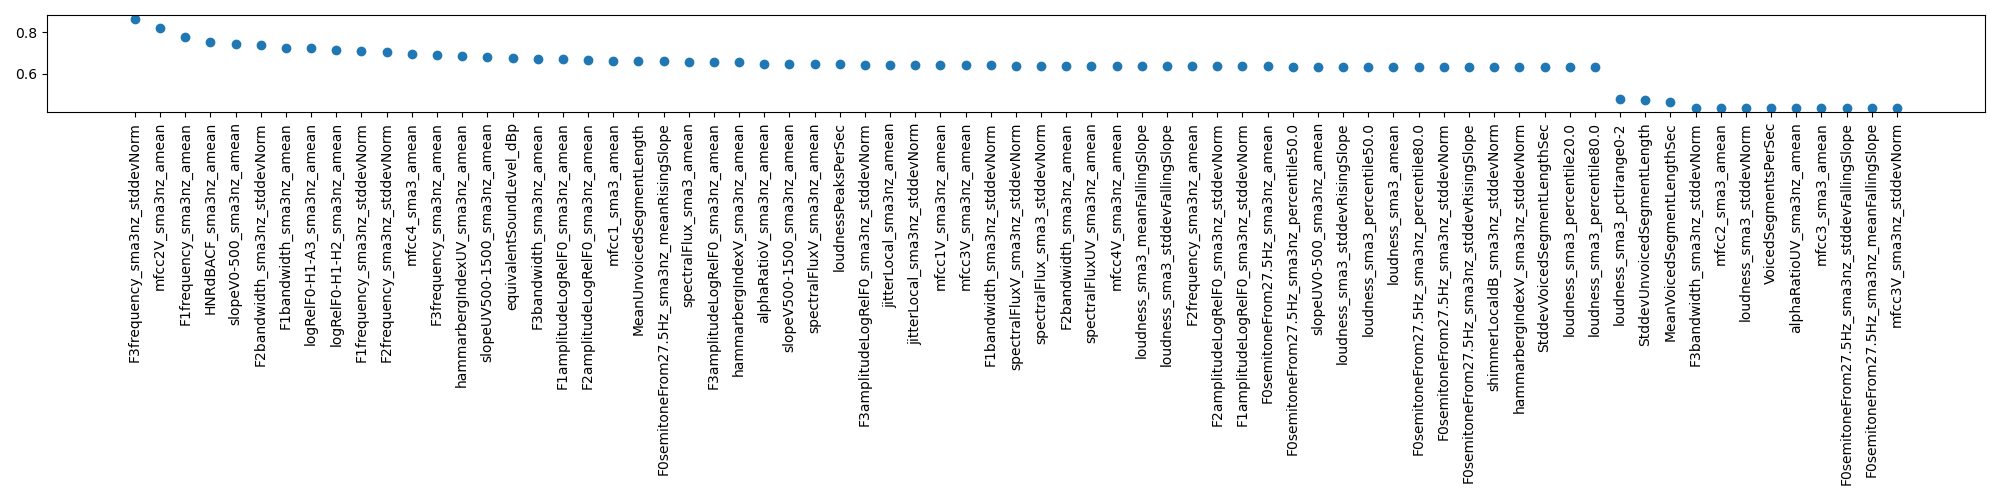 0.8
0.6
F3frequency_sma3nz_stddevNorm
mfcc2V_sma3nz_amean
F1frequency_sma3nz_amean
HNRdBACF_sma3nz_amean
slopeV0-500_sma3nz_amean
F2bandwidth_sma3nz_stddevNorm
F1bandwidth_sma3nz_amean
logRelF0-H1-A3_sma3nz_amean
logRelF0-H1-H2_sma3nz_amean
F1frequency_sma3nz_stddevNorm
F2frequency_sma3nz_stddevNorm
mfcc4_sma3_amean
F3frequency_sma3nz_amean
hammarbergIndexUV_sma3nz_amean
slopeUV500-1500_sma3nz_amean
equivalentSoundLevel_dBp
F3bandwidth_sma3nz_amean
F1amplitudeLogRelF0_sma3nz_amean
F2amplitudeLogRelF0_sma3nz_amean
mfcc1_sma3_amean
MeanUnvoicedSegmentLength
F0semitoneFrom27.5Hz_sma3nz_meanRisingSlope
spectralFlux_sma3_amean
F3amplitudeLogRelF0_sma3nz_amean
hammarbergIndexV_sma3nz_amean
alphaRatioV_sma3nz_amean
slopeV500-1500_sma3nz_amean
spectralFluxV_sma3nz_amean
loudnessPeaksPerSec
F3amplitudeLogRelF0_sma3nz_stddevNorm
jitterLocal_sma3nz_amean
jitterLocal_sma3nz_stddevNorm
mfcc1V_sma3nz_amean
mfcc3V_sma3nz_amean
F1bandwidth_sma3nz_stddevNorm
spectralFluxV_sma3nz_stddevNorm
spectralFlux_sma3_stddevNorm
F2bandwidth_sma3nz_amean
spectralFluxUV_sma3nz_amean
mfcc4V_sma3nz_amean
loudness_sma3_meanFallingSlope
loudness_sma3_stddevFallingSlope
F2frequency_sma3nz_amean
F2amplitudeLogRelF0_sma3nz_stddevNorm
F1amplitudeLogRelF0_sma3nz_stddevNorm
F0semitoneFrom27.5Hz_sma3nz_amean
F0semitoneFrom27.5Hz_sma3nz_percentile50.0
slopeUV0-500_sma3nz_amean
loudness_sma3_stddevRisingSlope
loudness_sma3_percentile50.0
loudness_sma3_amean
F0semitoneFrom27.5Hz_sma3nz_percentile80.0
F0semitoneFrom27.5Hz_sma3nz_stddevNorm
F0semitoneFrom27.5Hz_sma3nz_stddevRisingSlope
shimmerLocaldB_sma3nz_stddevNorm
hammarbergIndexV_sma3nz_stddevNorm
StddevVoicedSegmentLengthSec
loudness_sma3_percentile20.0
loudness_sma3_percentile80.0
loudness_sma3_pctlrange0-2
StddevUnvoicedSegmentLength
MeanVoicedSegmentLengthSec
F3bandwidth_sma3nz_stddevNorm
mfcc2_sma3_amean
loudness_sma3_stddevNorm
VoicedSegmentsPerSec
alphaRatioUV_sma3nz_amean
mfcc3_sma3_amean
F0semitoneFrom27.5Hz_sma3nz_stddevFallingSlope
F0semitoneFrom27.5Hz_sma3nz_meanFallingSlope
mfcc3V_sma3nz_stddevNorm